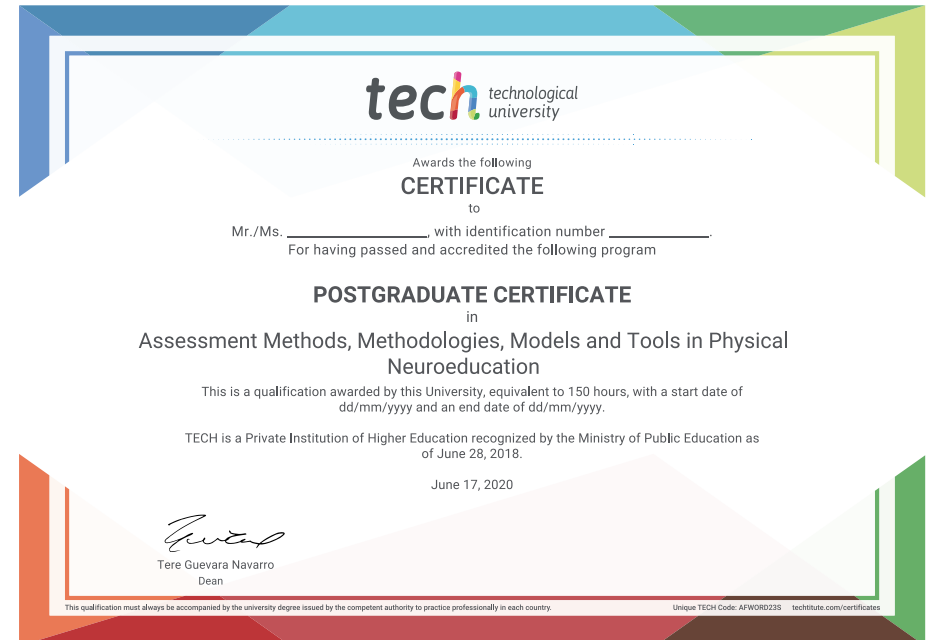 tech technological
university
Awards the following
CERTIFICATE
to
Mr./Ms. ________________, with identification number ____________.
For having passed and accredited the following program
POSTGRADUATE CERTIFICATE
in
Assessment Methods, Methodologies, Models and Tools in Physical
Neuroeducation
This is a qualification awarded by this University, equivalent to 150 hours, with a start date of
dd/mm/yyyy and an end date of dd/mm/yyyy.
TECH is a Private Institution of Higher Education recognized by the Ministry of Public Education as
of June 28, 2018.
June 17, 2020
Tere Guevara Navarro
Dean
This qualification must always be accompanied by the university degree issued by the competent authority to practice professionally in each country. Unique TECH Code: AFWORD23S techtitute.com/certificates